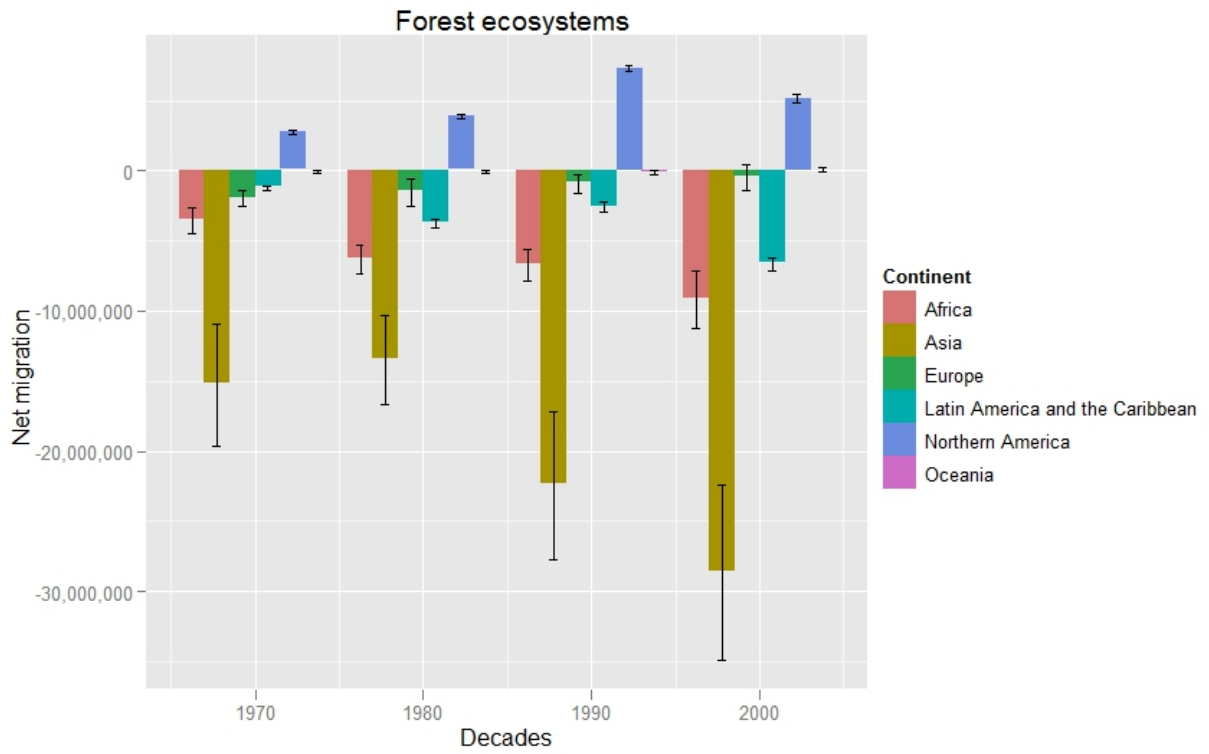 Forest ecosystems
0
-10,000,000
-20,000,000
-30,000,000
Net migration
1970
1980
1990
2000
Decades
Continent
Africa
Asia
Europe
Latin America and the Caribbean
Northern America
Oceania